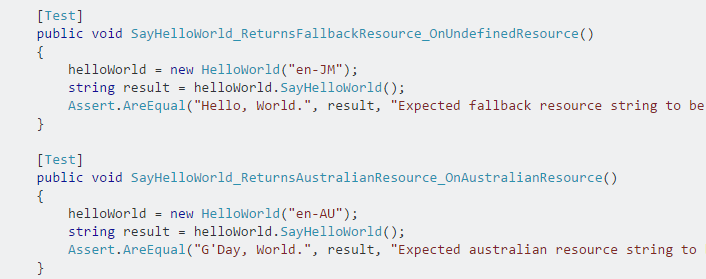 [Test]
public void SayHelloWorld_ReturnsFallbackResource_OnUndefinedResource()
{
helloWorld = new HelloWorld("en-JM");
string result = helloWorld.SayHelloWorld();
Assert.AreEqual("Hello, World.", result, "Expected fallback resource string to be
}
[Test]
public void SayHelloWorld_ReturnsAustralianResource_OnAustralianResource()
{
helloWorld = new HelloWorld("en-AU");
string result = helloWorld.SayHelloWorld();
Assert.AreEqual("G'Day, World.", result, "Expected australian resource string to
}